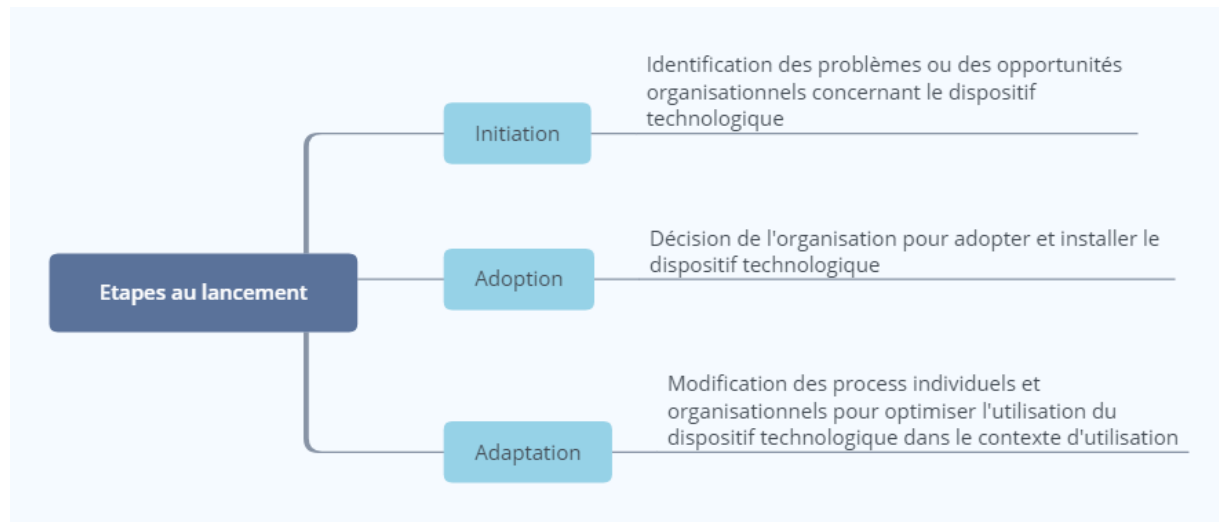 Identification des problèmes ou des opportunités
organisationnels concernant le dispositif
technologique
Initiation
Décision de l'organisation pour adopter et installer le
dispositif technologique
Adoption
Etapes au lancement
Modification des process individuels et
organisationnels pour optimiser l'utilisation du
dispositif technologique dans le contexte d'utilisation
Adaptation